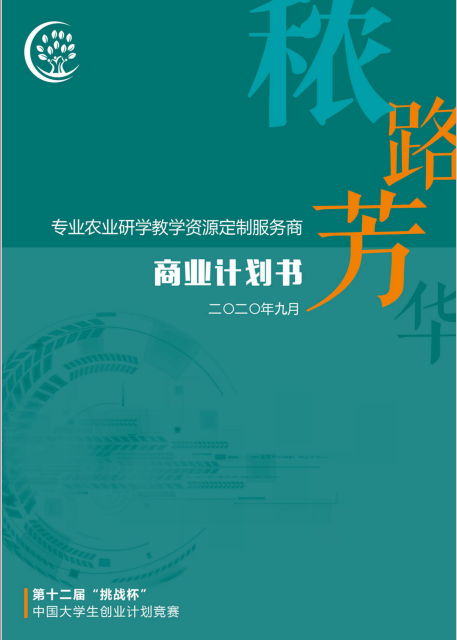 秾
路
芳
华
专业农业研学教学资源定制服务商
商业计划书
二〇二〇年九月
第十二届“挑战杯”
中国大学生创业计划竞赛